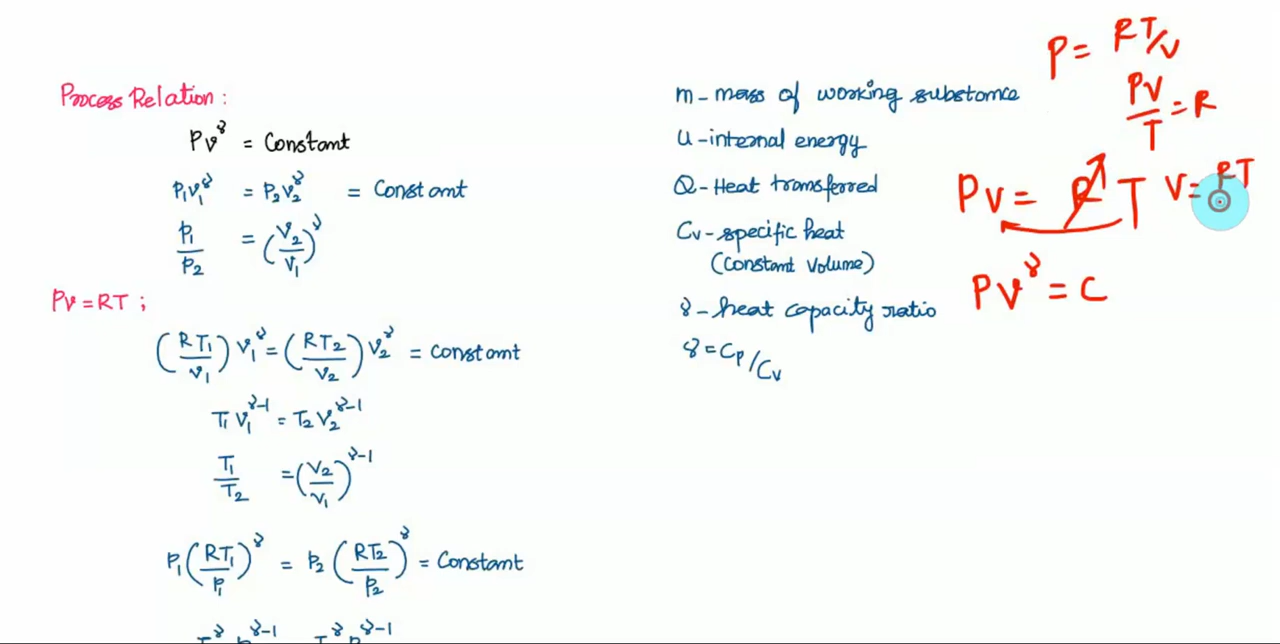 Process Relation :
Pv^γ = Constant
P₁v₁^γ = P₂v₂^γ = Constant
P₁/P₂ = (V₂/V₁)^γ
PV = RT ;
(RT₁/V₁) V₁^γ = (RT₂/V₂) V₂^γ = Constant
T₁ V₁^γ-1 = T₂ V₂^γ-1
T₁/T₂ = (V₂/V₁)^γ-1
P₁(RT₁/P₁)^γ = P₂(RT₂/P₂)^γ = Constant
m - mass of working substance
U - internal energy
Q - Heat transferred
Cv - specific heat
(Constant Volume)
γ - heat capacity ratio
γ = Cp/Cv
P = RT/V
PV/T = R
PV = RT
V = RT
PV^γ = C